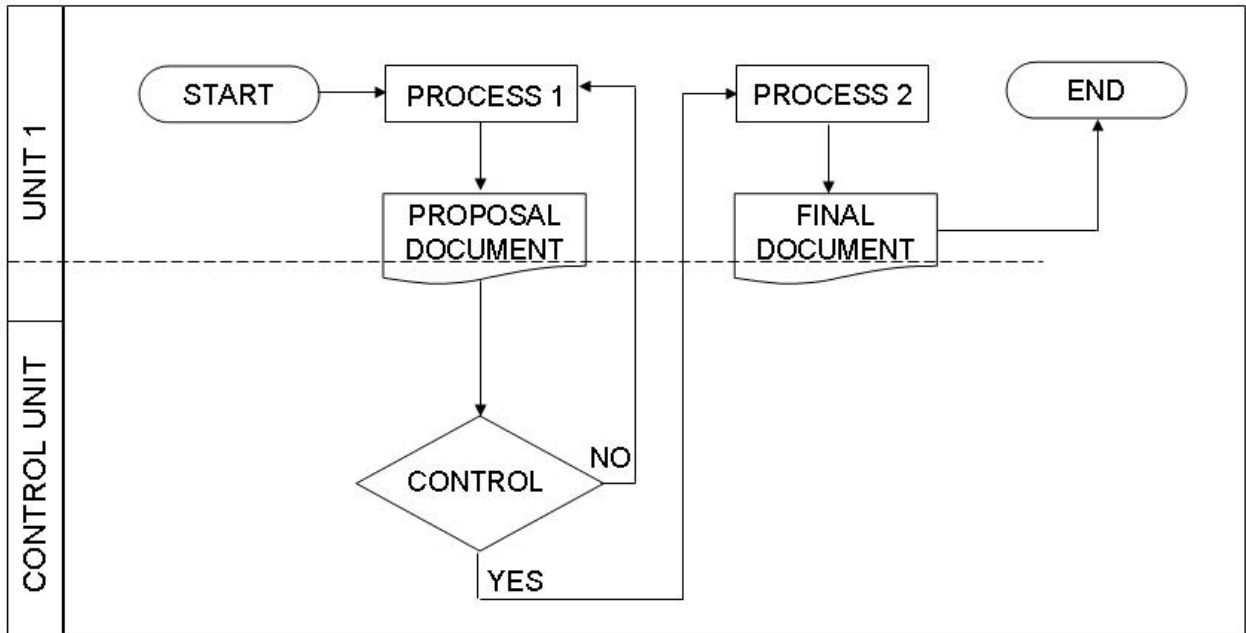 UNIT 1
START
PROCESS 1
PROCESS 2
END
PROPOSAL
DOCUMENT
FINAL
DOCUMENT
CONTROL UNIT
CONTROL
NO
YES